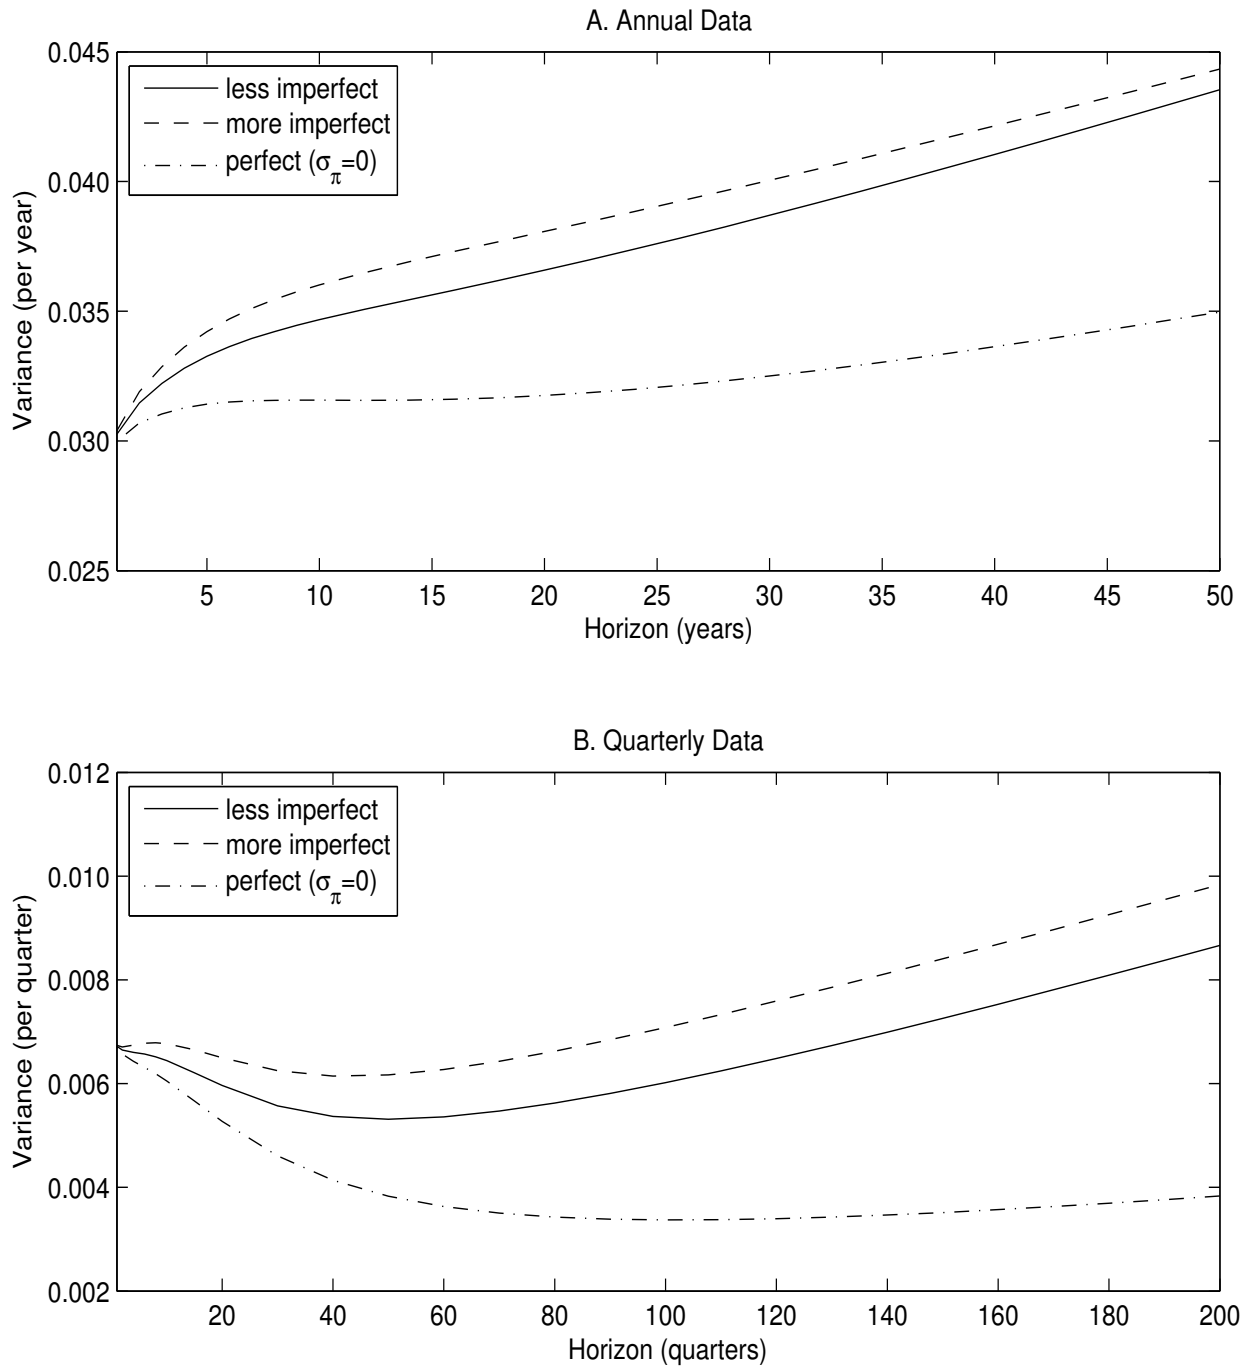 A. Annual Data
0.045
0.040
0.035
0.030
0.025
Variance (per year)
less imperfect
more imperfect
perfect (σπ=0)
5 10 15 20 25 30 35 40 45 50
Horizon (years)
B. Quarterly Data
0.012
0.010
0.008
0.006
0.004
0.002
Variance (per quarter)
less imperfect
more imperfect
perfect (σπ=0)
20 40 60 80 100 120 140 160 180 200
Horizon (quarters)